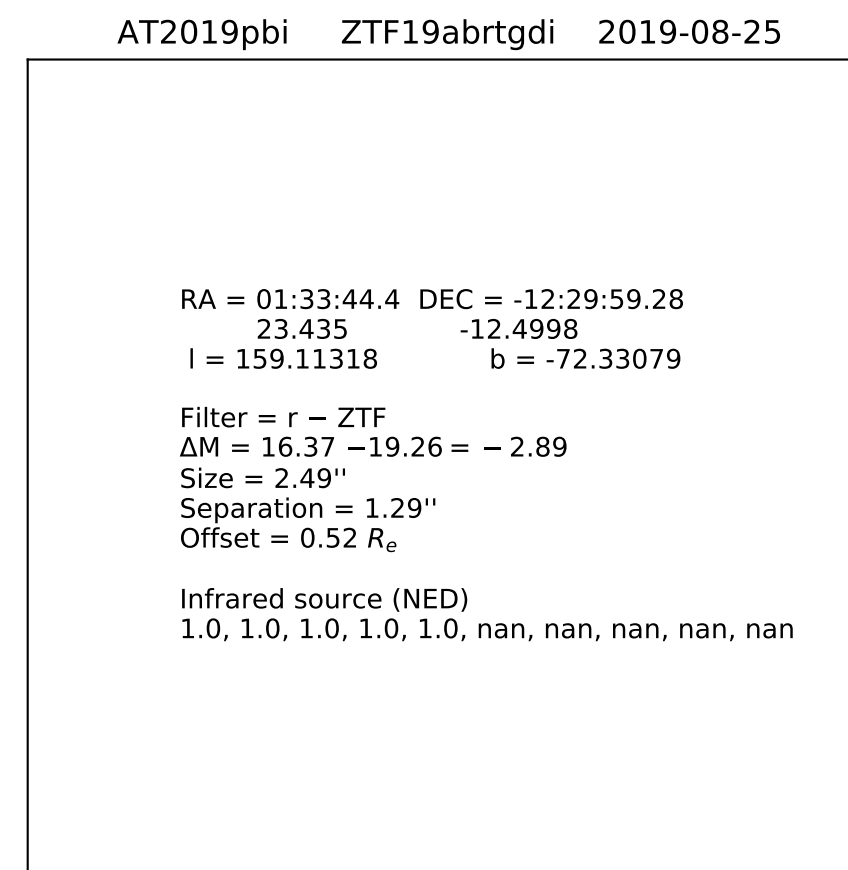 AT2019pbi ZTF19abrtgdi 2019-08-25
RA = 01:33:44.4 DEC = -12:29:59.28
23.435 -12.4998
l = 159.11318 b = -72.33079
Filter = r − ZTF
ΔM = 16.37 −19.26 = − 2.89
Size = 2.49''
Separation = 1.29''
Offset = 0.52 Re
Infrared source (NED)
1.0, 1.0, 1.0, 1.0, 1.0, nan, nan, nan, nan, nan